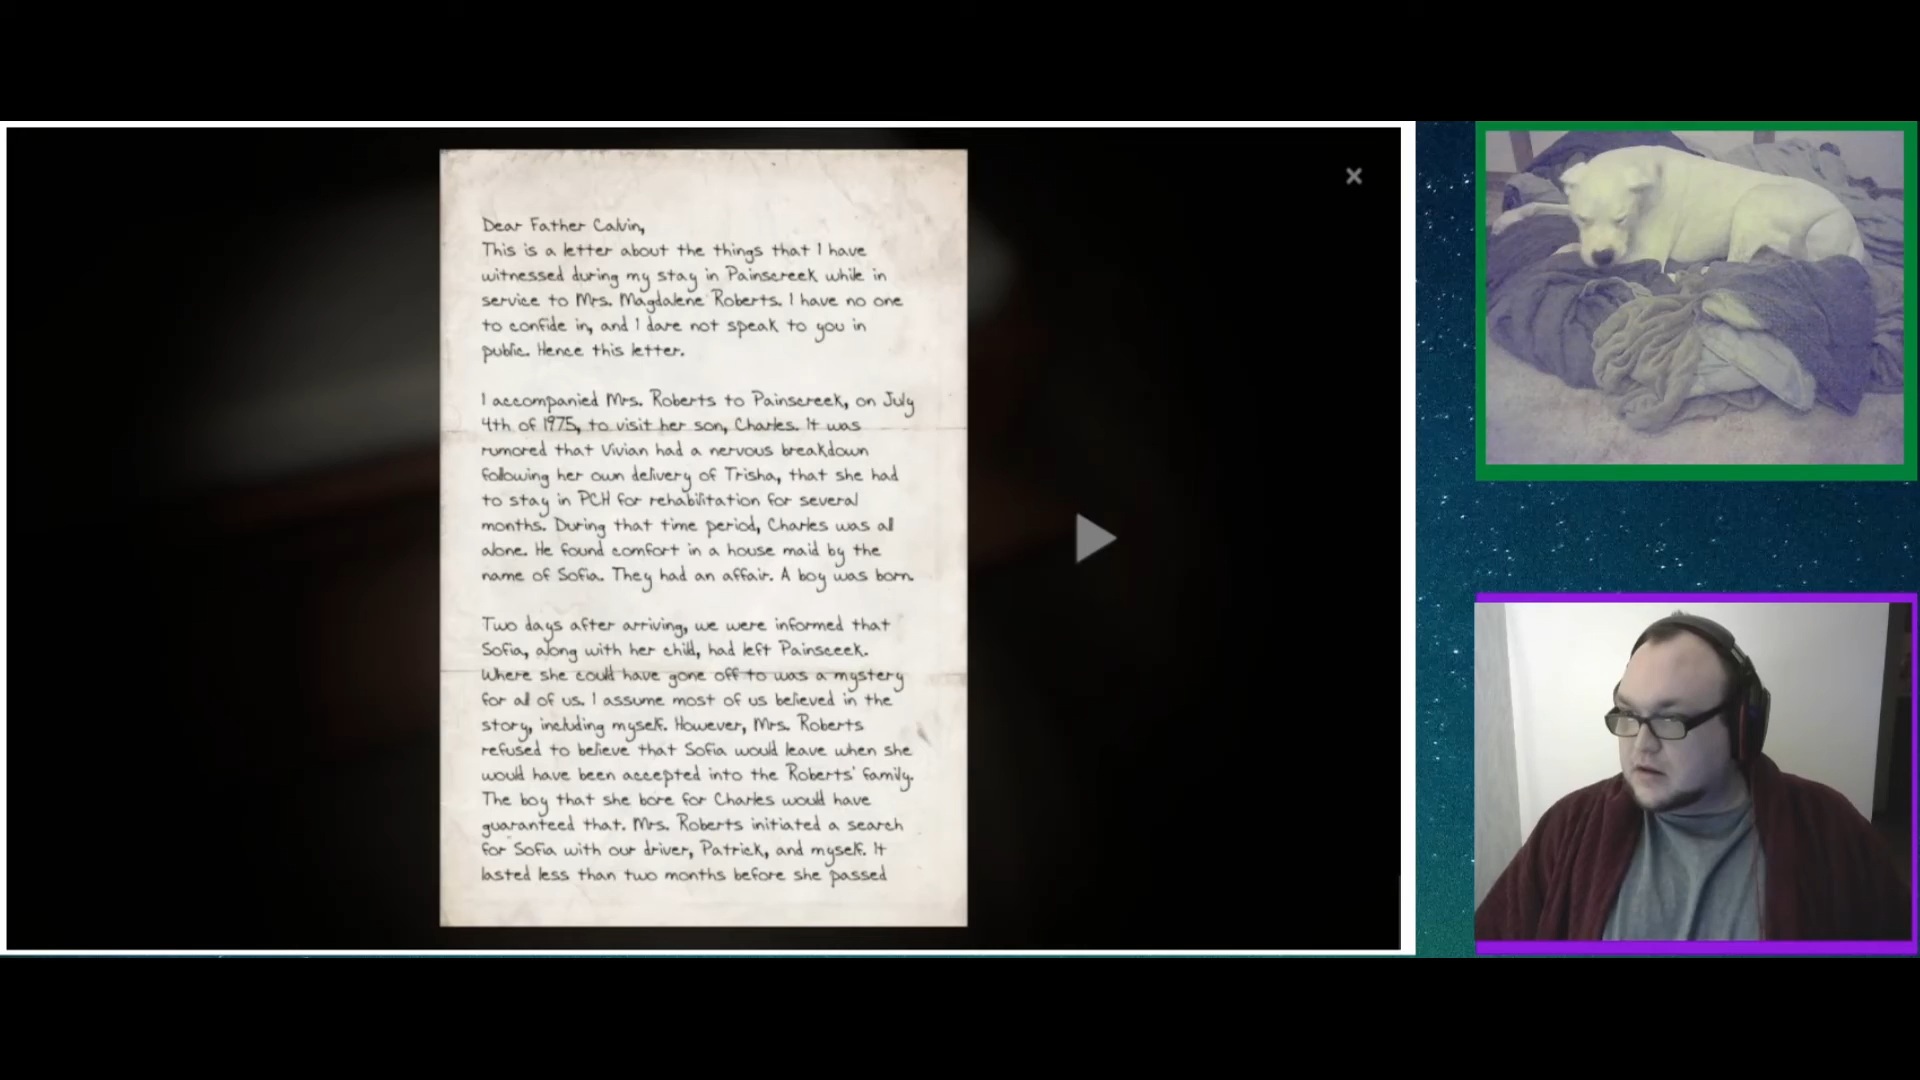 Dear Father Calvin,
This is a letter about the things that I have
witnessed during my stay in Painscreek while in
service to Mrs. Magdalene Roberts. I have no one
to confide in, and I dare not speak to you in
public. Hence this letter.
I accompanied Mrs. Roberts to Painscreek, on July
4th of 1975, to visit her son, Charles. It was
rumored that Vivian had a nervous breakdown
following her own delivery of Trisha, that she had
to stay in PCH for rehabilitation for several
months. During that time period, Charles was all
alone. He found comfort in a house maid by the
name of Sofia. They had an affair. A boy was born.
Two days after arriving, we were informed that
Sofia, along with her child, had left Painsceek.
Where she could have gone off to was a mystery
for all of us. I assume most of us believed in the
story, including myself. However, Mrs. Roberts
refused to believe that Sofia would leave when she
would have been accepted into the Roberts' family.
The boy that she bore for Charles would have
guaranteed that. Mrs. Roberts initiated a search
for Sofia with our driver, Patrick, and myself. It
lasted less than two months before she passed